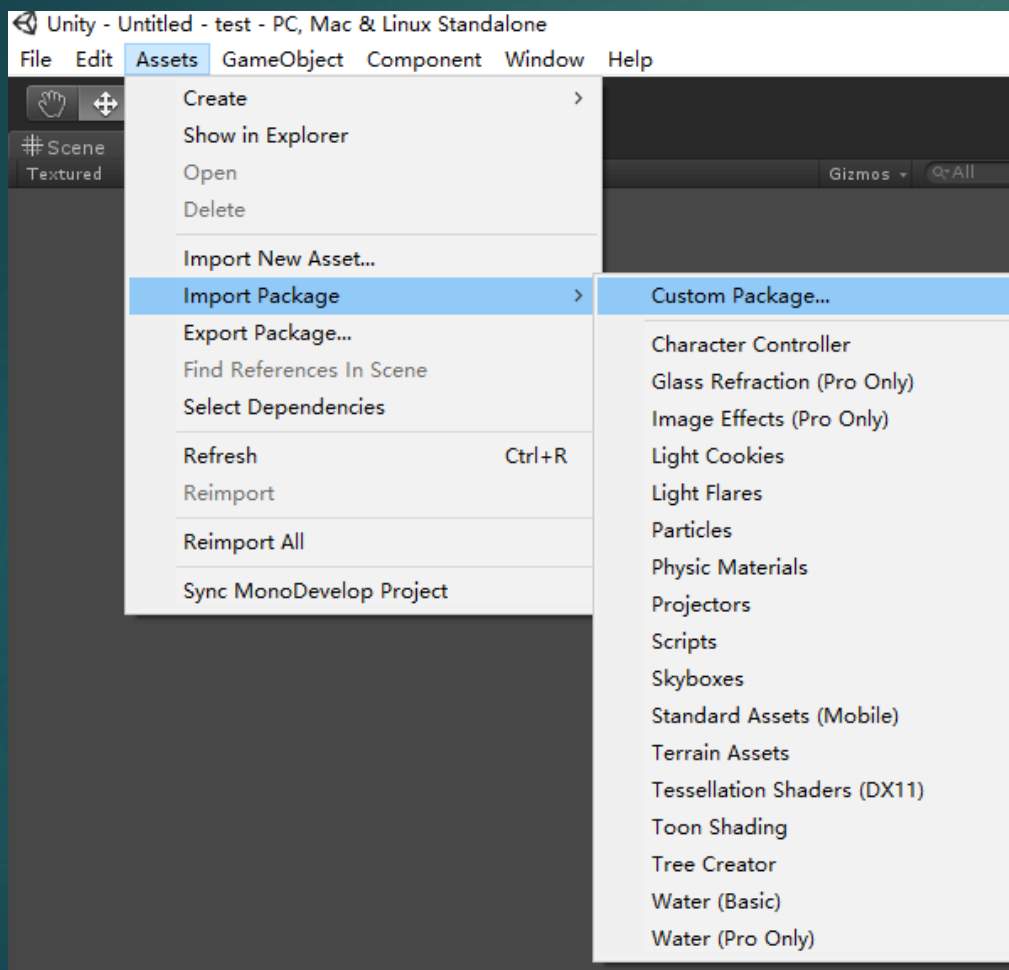 Unity - Untitled - test - PC, Mac & Linux Standalone
File Edit Assets GameObject Component Window Help
Create
Show in Explorer
Open
Delete
Import New Asset...
Import Package
Export Package...
Find References In Scene
Select Dependencies
Refresh Ctrl+R
Reimport
Reimport All
Sync MonoDevelop Project
Scene
Textured
Gizmos
All
Custom Package...
Character Controller
Glass Refraction (Pro Only)
Image Effects (Pro Only)
Light Cookies
Light Flares
Particles
Physic Materials
Projectors
Scripts
Skyboxes
Standard Assets (Mobile)
Terrain Assets
Tessellation Shaders (DX11)
Toon Shading
Tree Creator
Water (Basic)
Water (Pro Only)